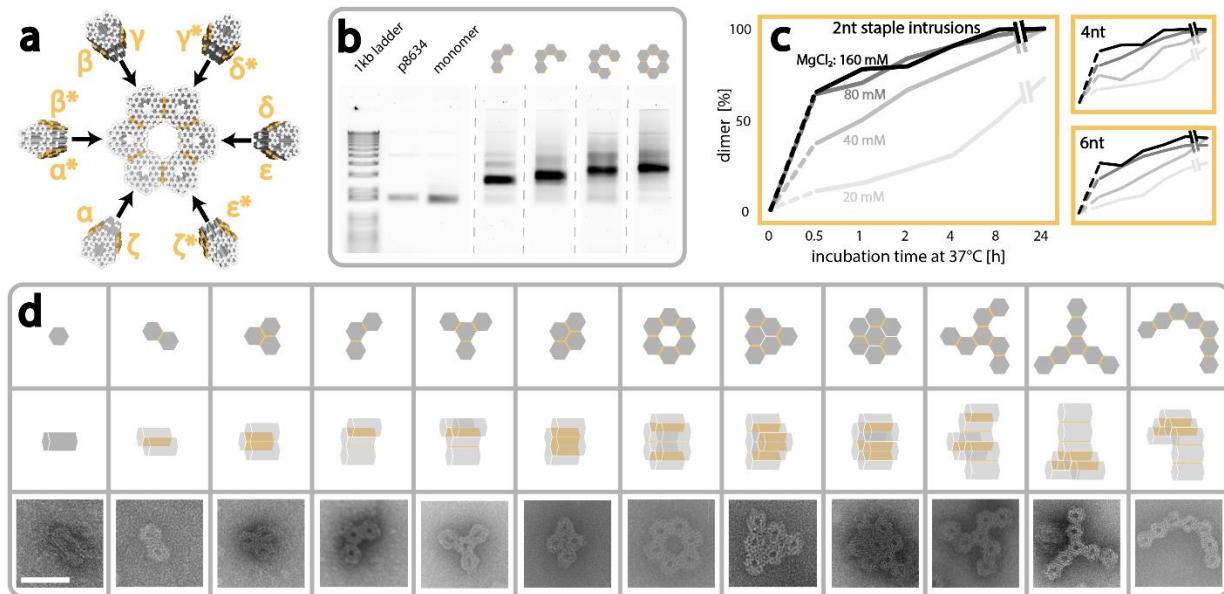 a
γ
γ*
β
δ*
β*
δ
α*
ε
α
ε*
ζ
ζ*
b
1kb ladder
p8634
monomer
c
2nt staple intrusions
MgCl₂: 160 mM
80 mM
40 mM
20 mM
100
50
0
dimer [%]
0 0.5 1 2 4 8 24
incubation time at 37°C [h]
4nt
6nt
d